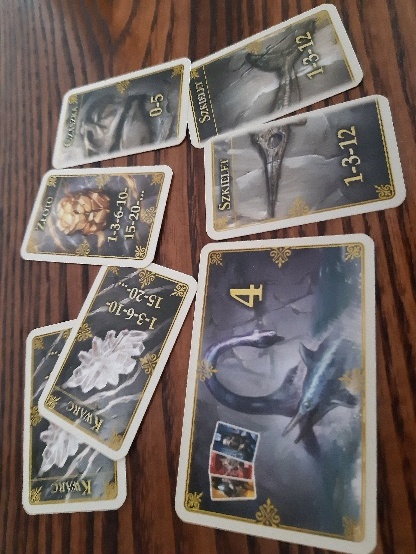 Czaszka
0-5
Szkielet
1-3-12
Szkielet
1-3-12
Złoto
1-3-6-10-
15-20-...
Kwarc
1-3-6-10-
15-20-...
Kwarc
4